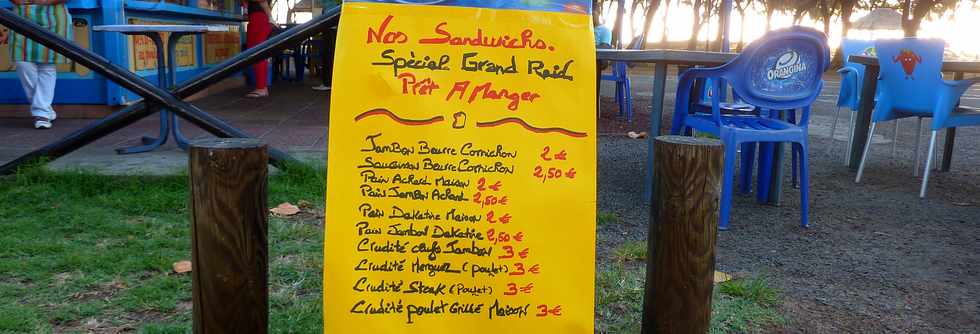 Nos Sandwichs.
Spécial Grand Raid
Prêt A Manger
Jambon Beurre Cornichon 2 €
Saucisson Beurre Cornichon 2,50 €
Pain Achard Maison 2 €
Pain Jambon Achard 2,50 €
Pain Dakatine Maison 2 €
Pain Jambon Dakatine 2,50 €
Crudité œufs Jambon 3 €
Crudité Merguez (Poulet) 3 €
Crudité Steak (Poulet) 3 €
Crudité poulet Grillé Maison 3 €
ORANGINA